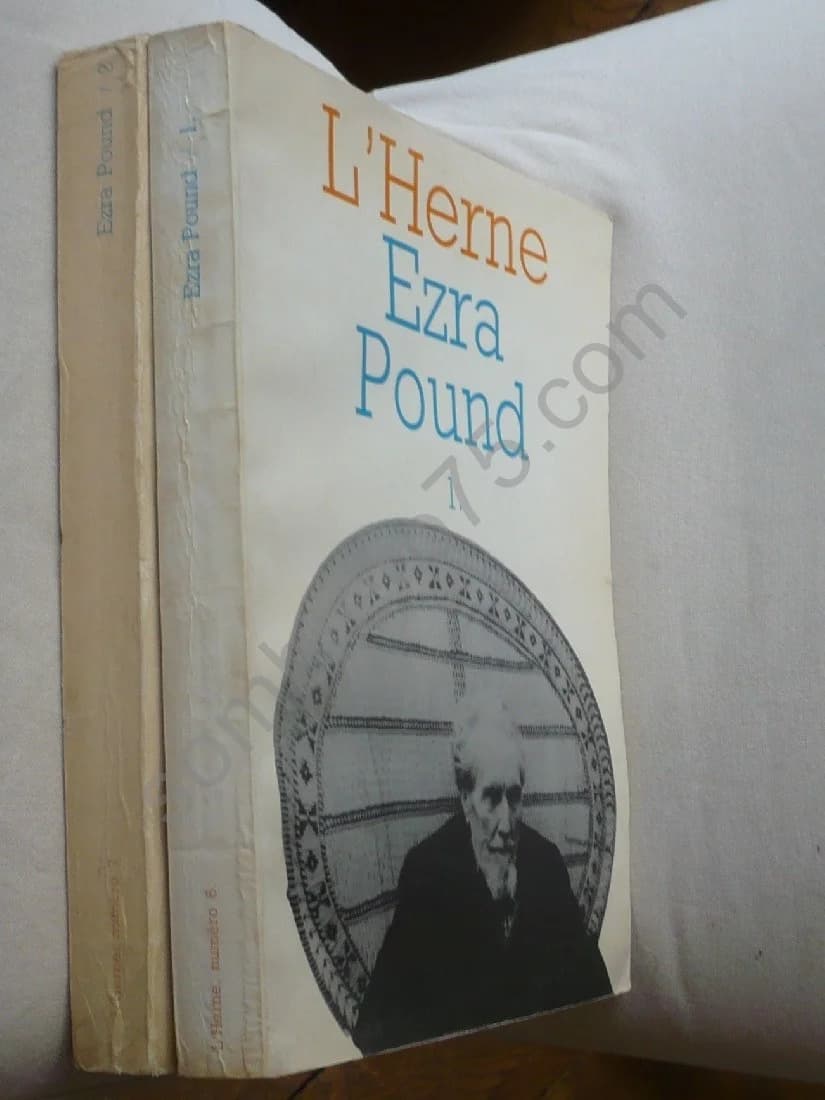 L'Herne
Ezra
Pound
1.
Ezra Pound / 1.
L'Herne, numéro 6.
Ezra Pound / 2